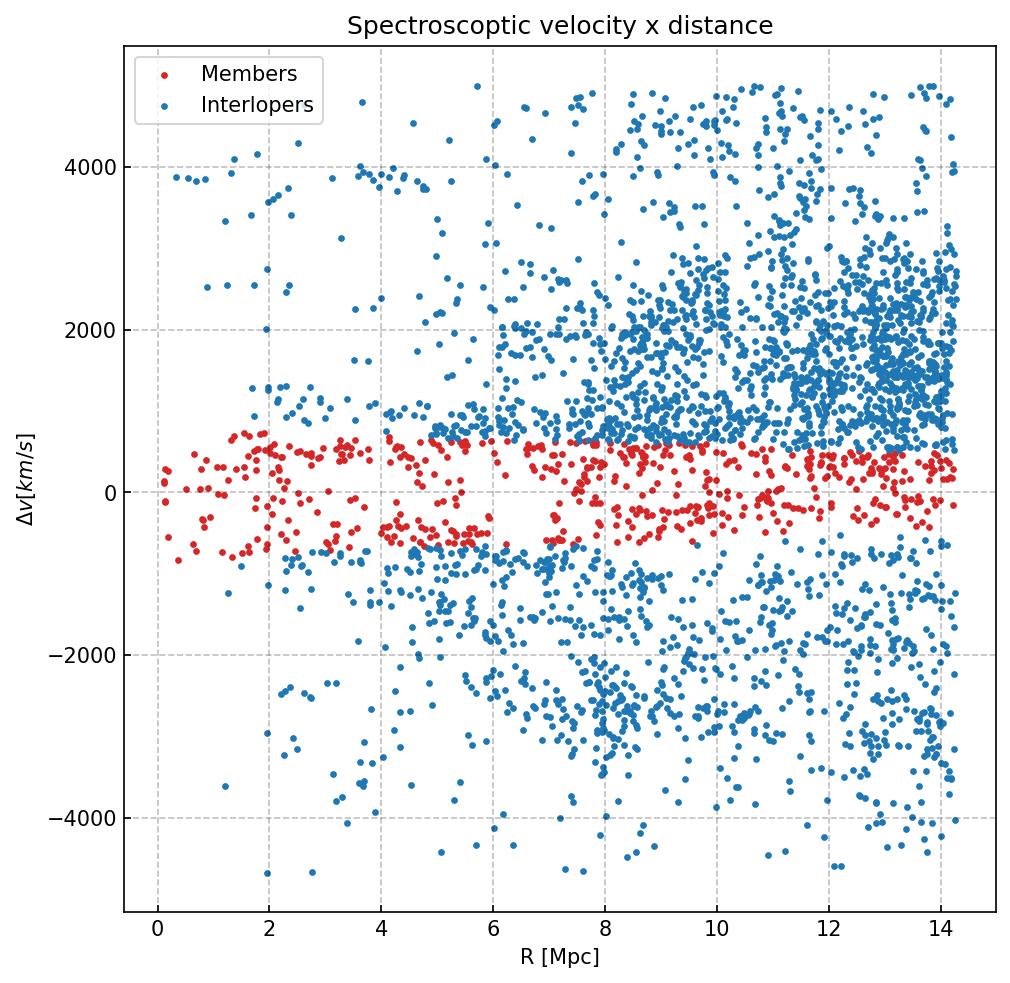 Spectroscoptic velocity x distance
Members
Interlopers
4000
2000
0
−2000
−4000
Δv[km/s]
0 2 4 6 8 10 12 14
R [Mpc]